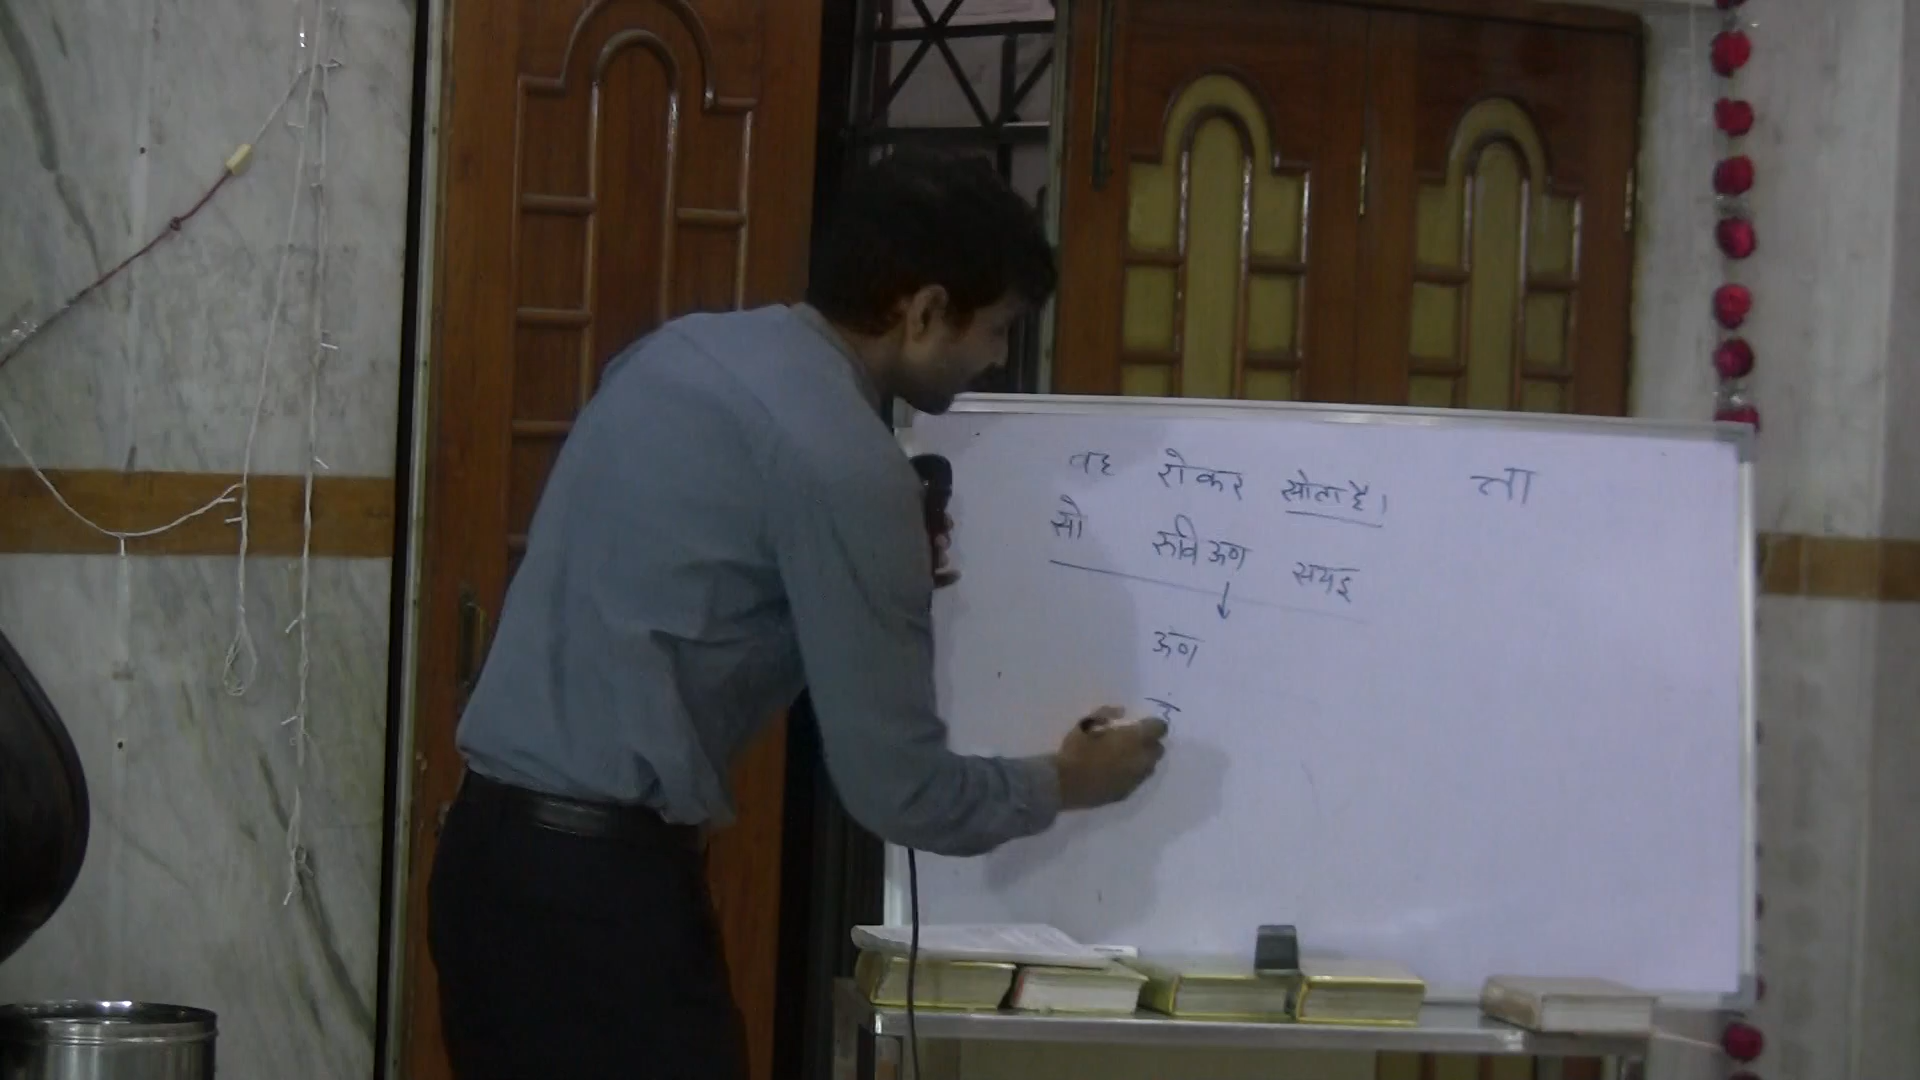 वह रोकर सोता है। त्ता
सो रुविऊण सयइ
ऊण